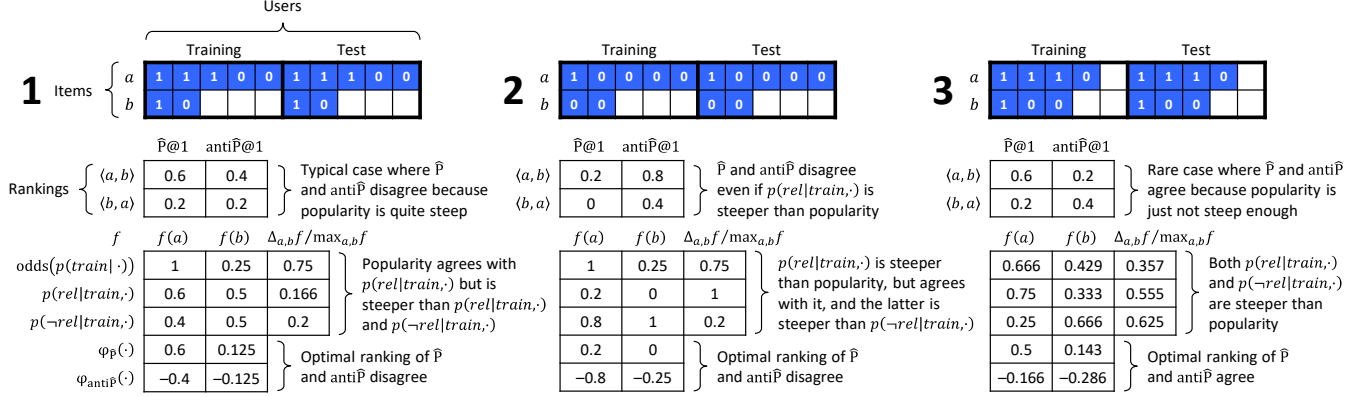 Users
Training Test
1 Items a 1 1 1 0 0 1 1 1 0 0
b 1 0 1 0
P̂@1 antiP̂@1
Rankings ⟨a, b⟩ 0.6 0.4
⟨b, a⟩ 0.2 0.2
Typical case where P̂
and antiP̂ disagree because
popularity is quite steep
f f(a) f(b) Δa,b f/maxa,b f
odds(p(train| ·)) 1 0.25 0.75
p(rel|train,·) 0.6 0.5 0.166
p(¬rel|train,·) 0.4 0.5 0.2
φP̂(·) 0.6 0.125
φantiP̂(·) −0.4 −0.125
Popularity agrees with
p(rel|train,·) but is
steeper than p(rel|train,·)
and p(¬rel|train,·)
Optimal ranking of P̂
and antiP̂ disagree
Training Test
2 a 1 0 0 0 0 1 0 0 0 0
b 0 0 0 0
P̂@1 antiP̂@1
⟨a, b⟩ 0.2 0.8
⟨b, a⟩ 0 0.4
P̂ and antiP̂ disagree
even if p(rel|train,·) is
steeper than popularity
f(a) f(b) Δa,b f/maxa,b f
1 0.25 0.75
0.2 0 1
0.8 1 0.2
0.2 0
−0.8 −0.25
p(rel|train,·) is steeper
than popularity, but agrees
with it, and the latter is
steeper than p(¬rel|train,·)
Optimal ranking of P̂
and antiP̂ disagree
Training Test
3 a 1 1 1 0 1 1 1 0
b 1 0 0 1 0 0
P̂@1 antiP̂@1
⟨a, b⟩ 0.6 0.2
⟨b, a⟩ 0.2 0.4
Rare case where P̂ and antiP̂
agree because popularity is
just not steep enough
f(a) f(b) Δa,b f/maxa,b f
0.666 0.429 0.357
0.75 0.333 0.555
0.25 0.666 0.625
0.5 0.143
−0.166 −0.286
Both p(rel|train,·)
and p(¬rel|train,·)
are steeper than
popularity
Optimal ranking of P̂
and antiP̂ agree